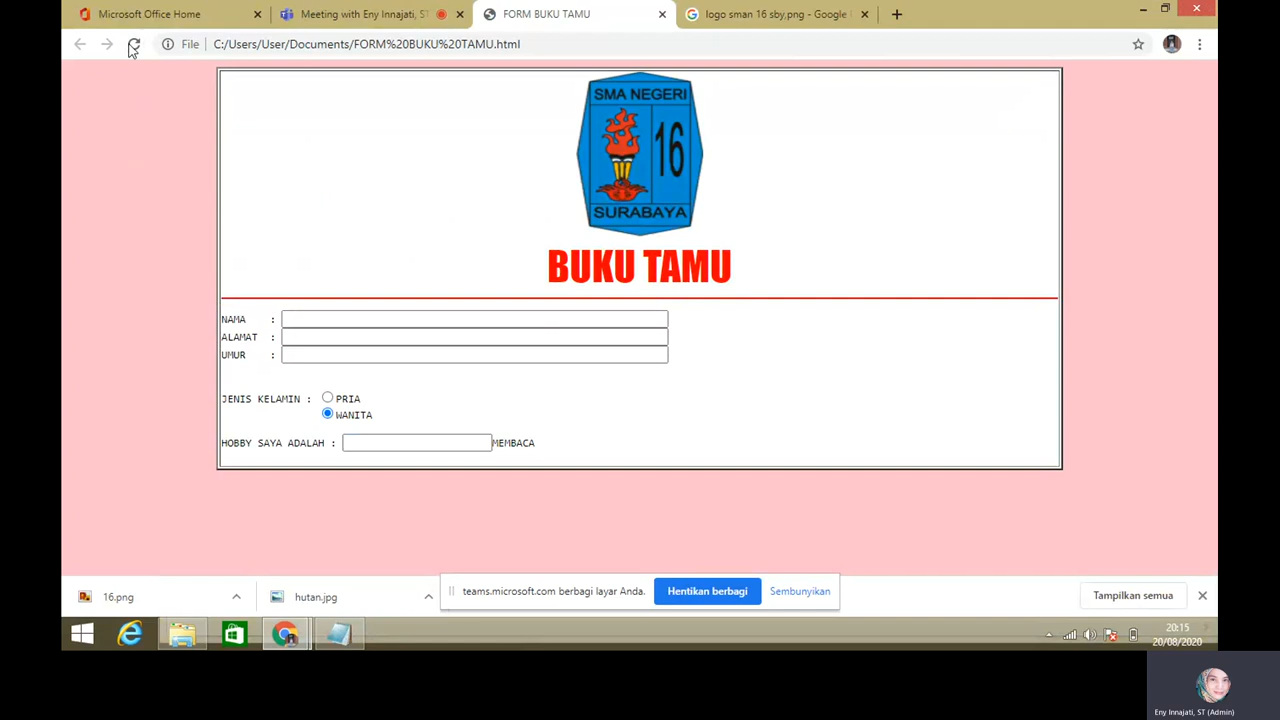 Microsoft Office Home
Meeting with Eny Innajati, ST
FORM BUKU TAMU
logo sman 16 sby,png - Google
File
C:/Users/User/Documents/FORM%20BUKU%20TAMU.html
SMA NEGERI
16
SURABAYA
BUKU TAMU
NAMA :
ALAMAT :
UMUR :
JENIS KELAMIN : PRIA
WANITA
HOBBY SAYA ADALAH : MEMBACA
16.png
hutan.jpg
teams.microsoft.com berbagi layar Anda.
Hentikan berbagi
Sembunyikan
Tampilkan semua
20:15
20/08/2020
Eny Innajati, ST (Admin)